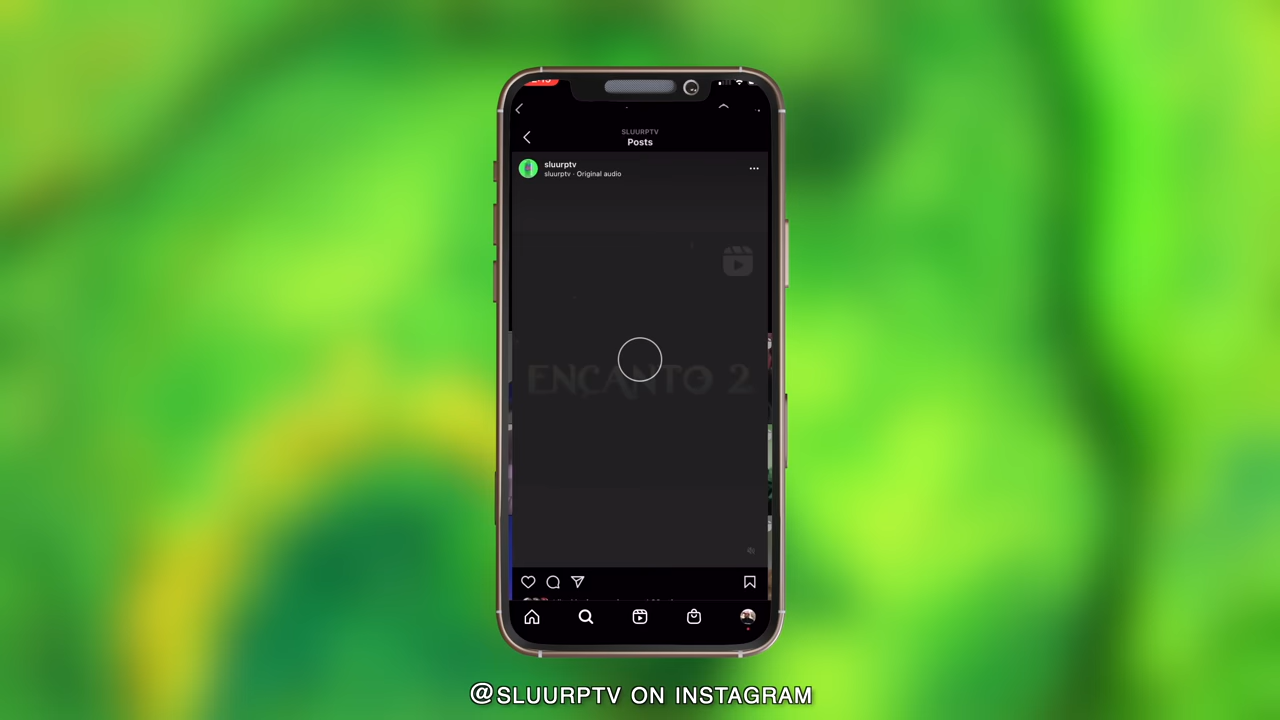 SLUURPTV
Posts
sluurptv
sluurptv · Original audio
ENCANTO 2
@SLUURPTV ON INSTAGRAM